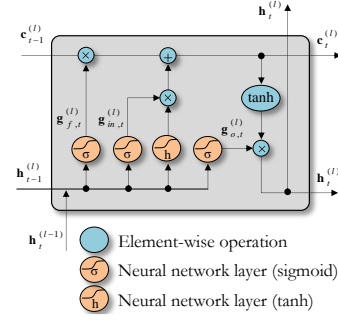 h_t^{(l)}
c_{t-1}^{(l)}
c_t^{(l)}
×
+
g_{f,t}^{(l)}
g_{in,t}^{(l)}
×
tanh
g_{o,t}^{(l)}
σ
σ
h
σ
×
h_{t-1}^{(l)}
h_t^{(l)}
h_t^{(l-1)}
Element-wise operation
σ Neural network layer (sigmoid)
h Neural network layer (tanh)